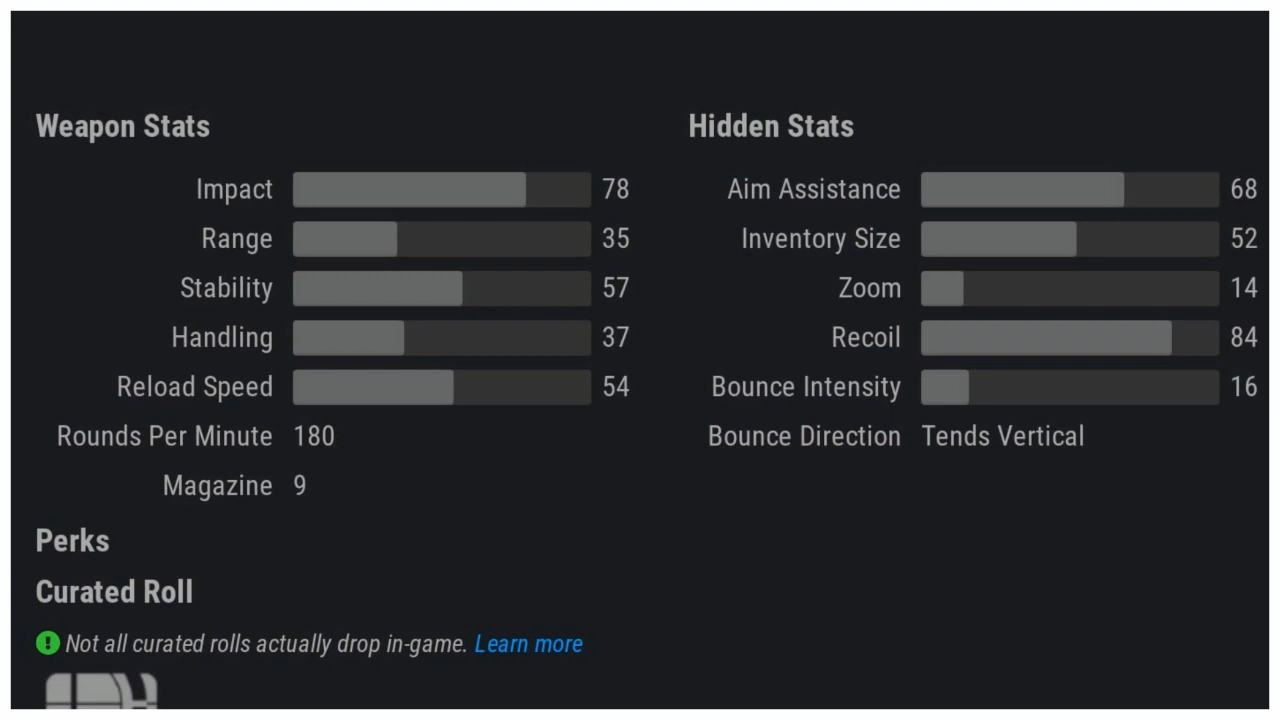 Weapon Stats
Impact 78
Range 35
Stability 57
Handling 37
Reload Speed 54
Rounds Per Minute 180
Magazine 9
Hidden Stats
Aim Assistance 68
Inventory Size 52
Zoom 14
Recoil 84
Bounce Intensity 16
Bounce Direction Tends Vertical
Perks
Curated Roll
Not all curated rolls actually drop in-game. Learn more